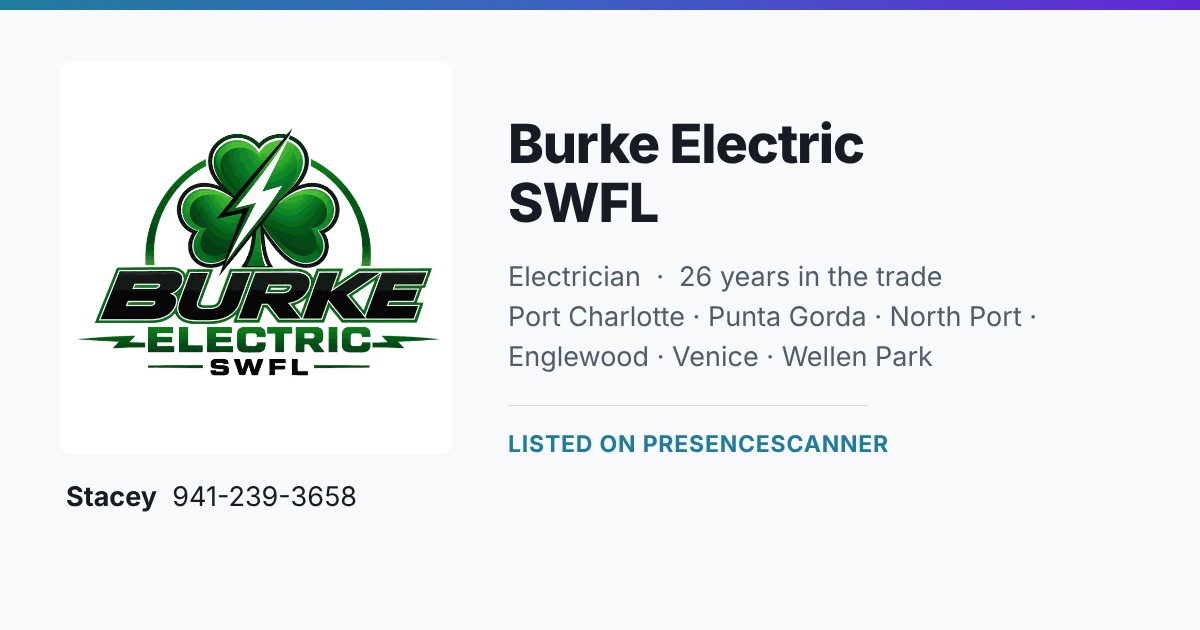 BURKE
ELECTRIC
SWFL
Stacey 941-239-3658
Burke Electric
SWFL
Electrician · 26 years in the trade
Port Charlotte · Punta Gorda · North Port ·
Englewood · Venice · Wellen Park
LISTED ON PRESENCESCANNER